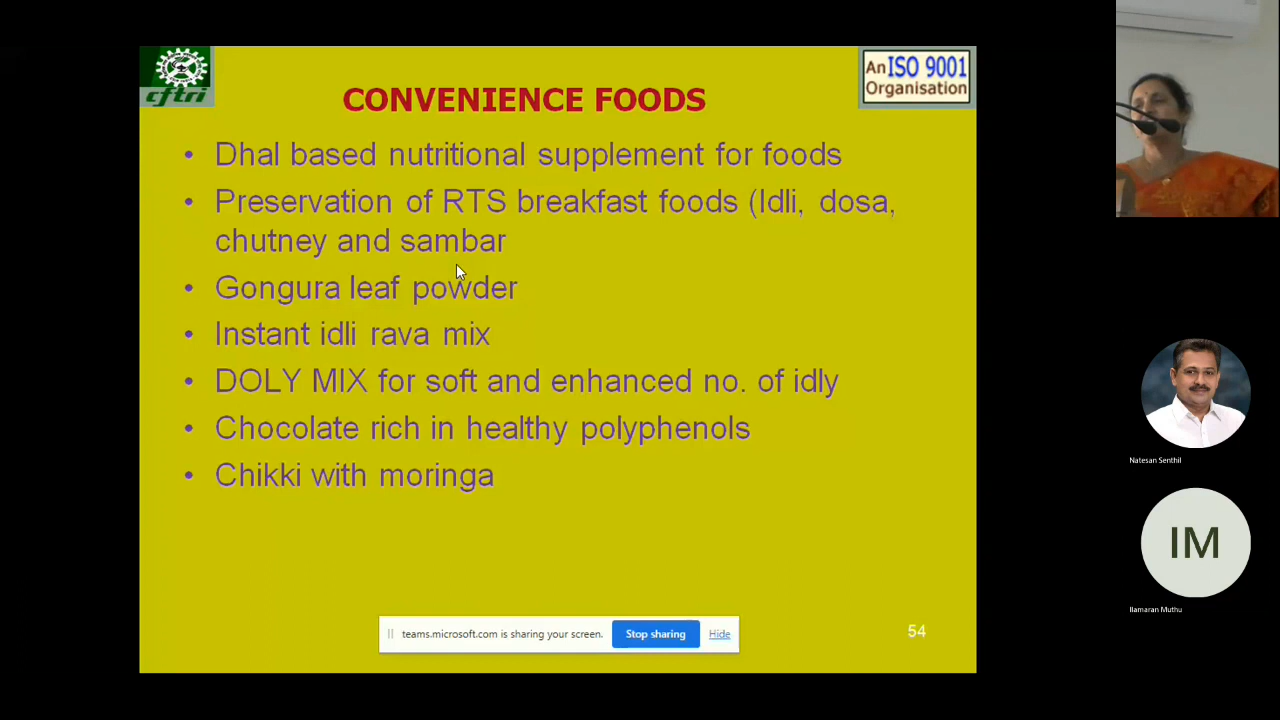 cftri
CONVENIENCE FOODS
An ISO 9001
Organisation
• Dhal based nutritional supplement for foods
• Preservation of RTS breakfast foods (Idli, dosa,
chutney and sambar
• Gongura leaf powder
• Instant idli rava mix
• DOLY MIX for soft and enhanced no. of idly
• Chocolate rich in healthy polyphenols
• Chikki with moringa
teams.microsoft.com is sharing your screen. Stop sharing Hide
54
Natesan Senthil
IM
Ilamaran Muthu